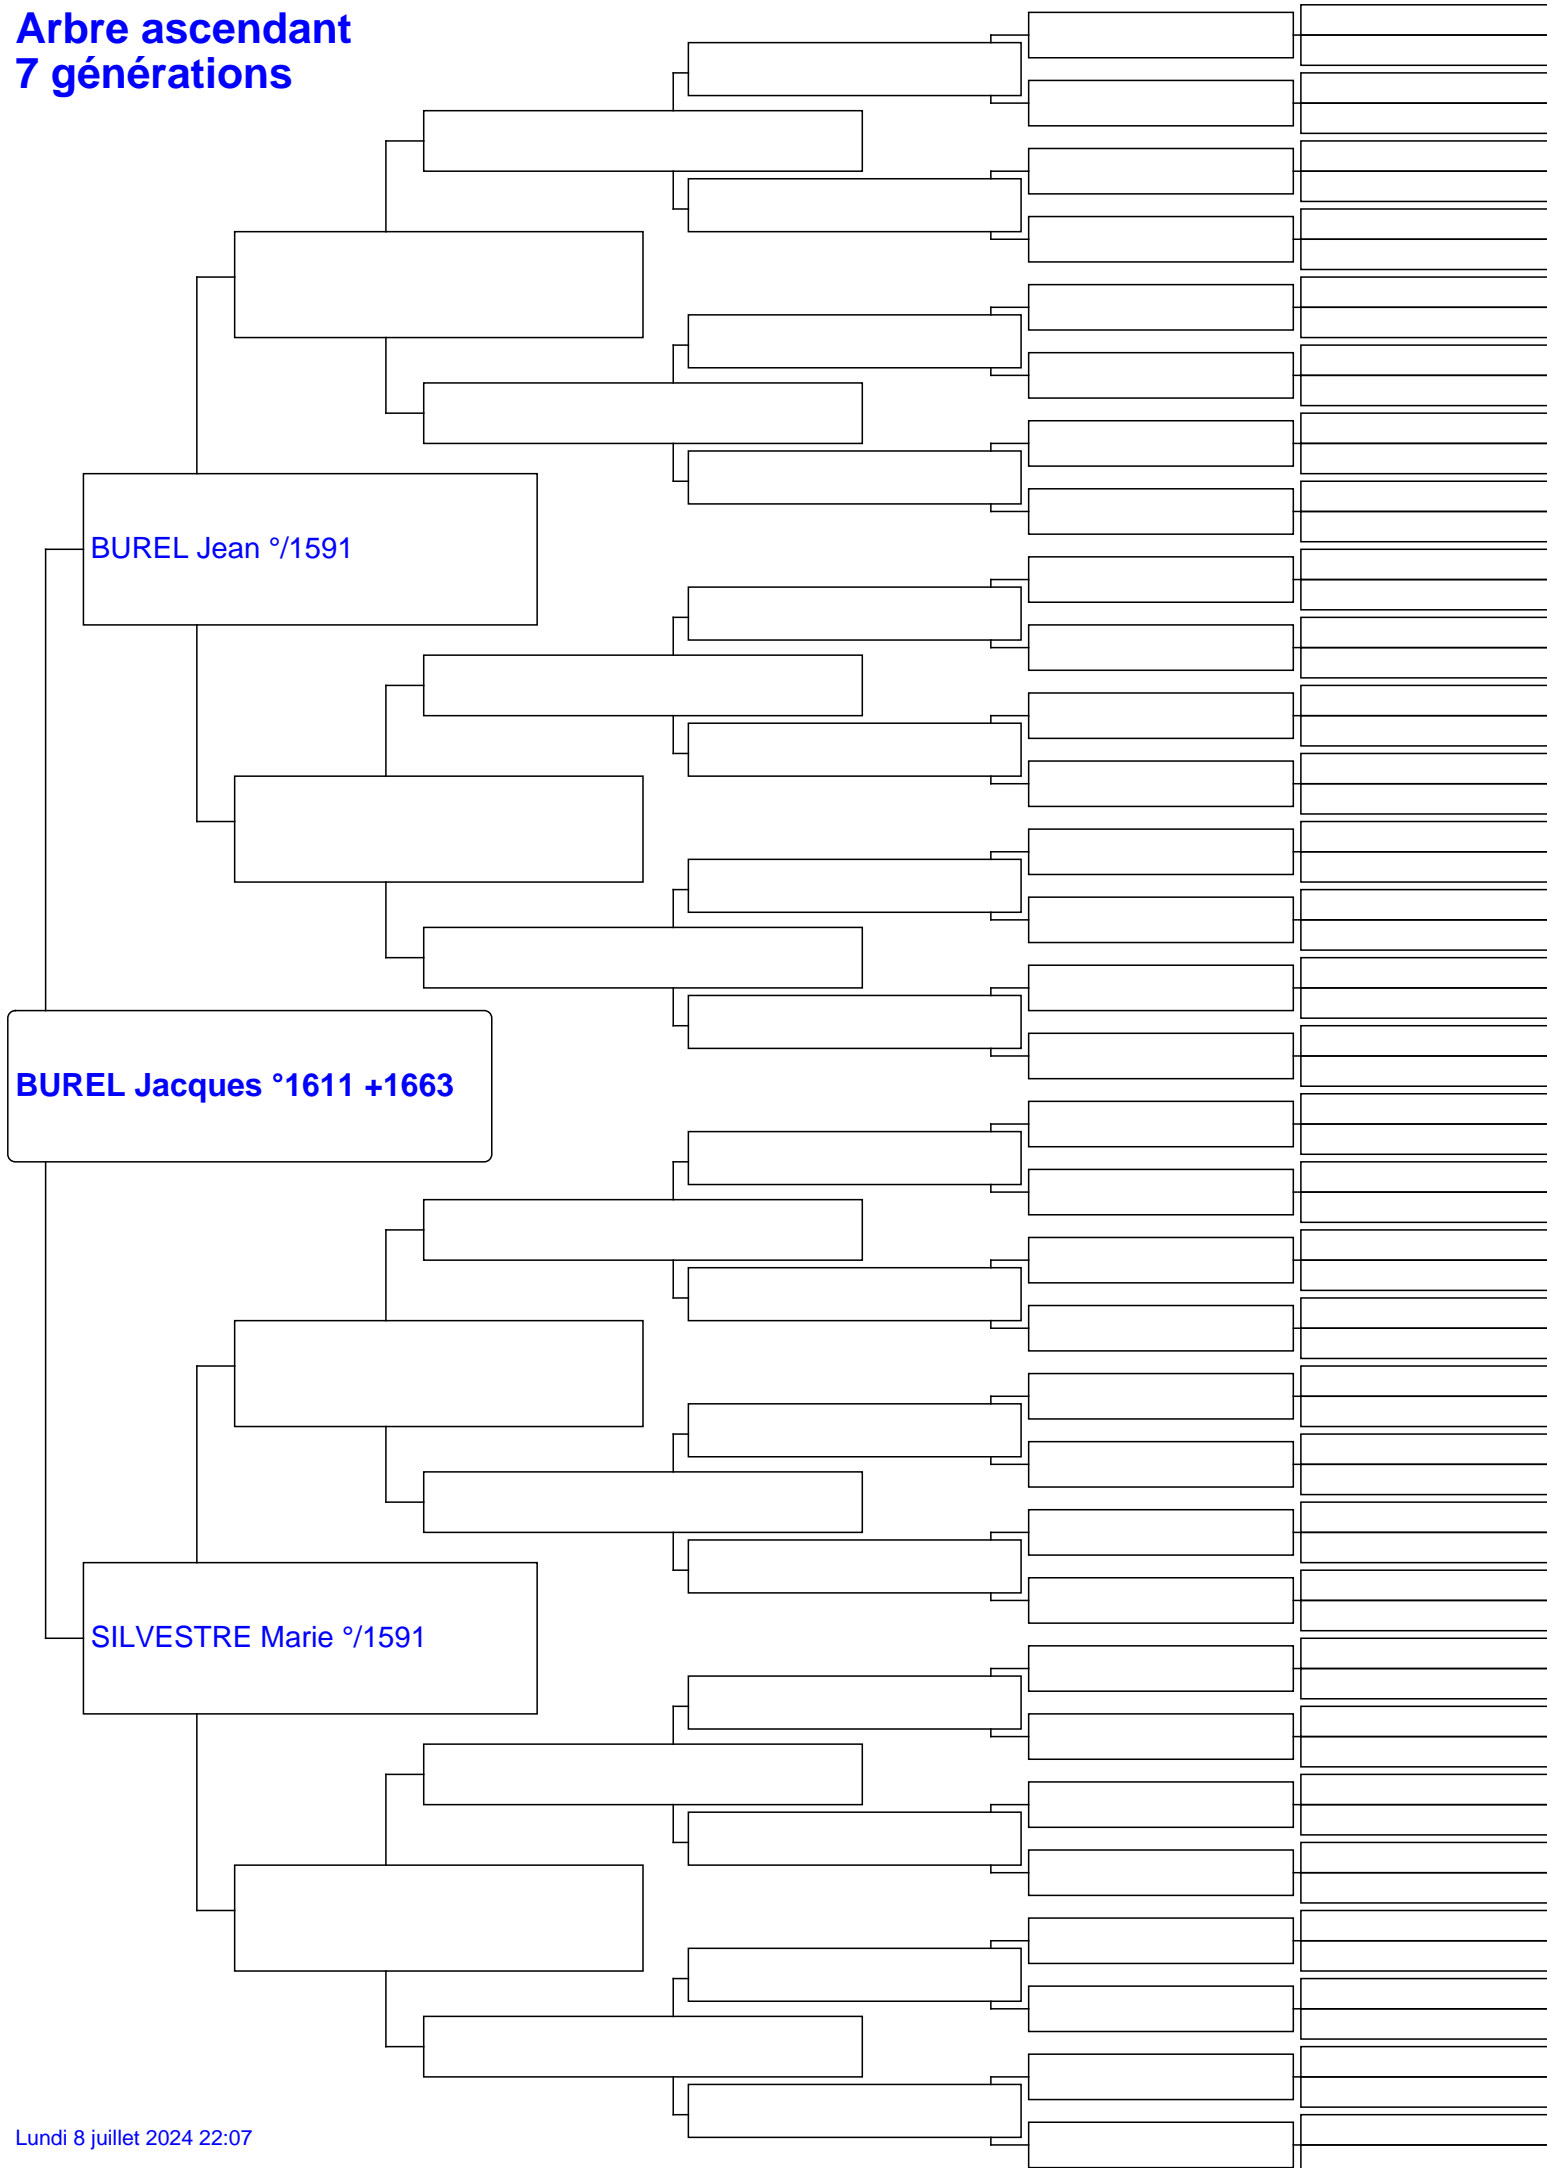 Arbre ascendant
7 générations
BUREL Jean °/1591
BUREL Jacques °1611 +1663
SILVESTRE Marie °/1591
Lundi 8 juillet 2024 22:07